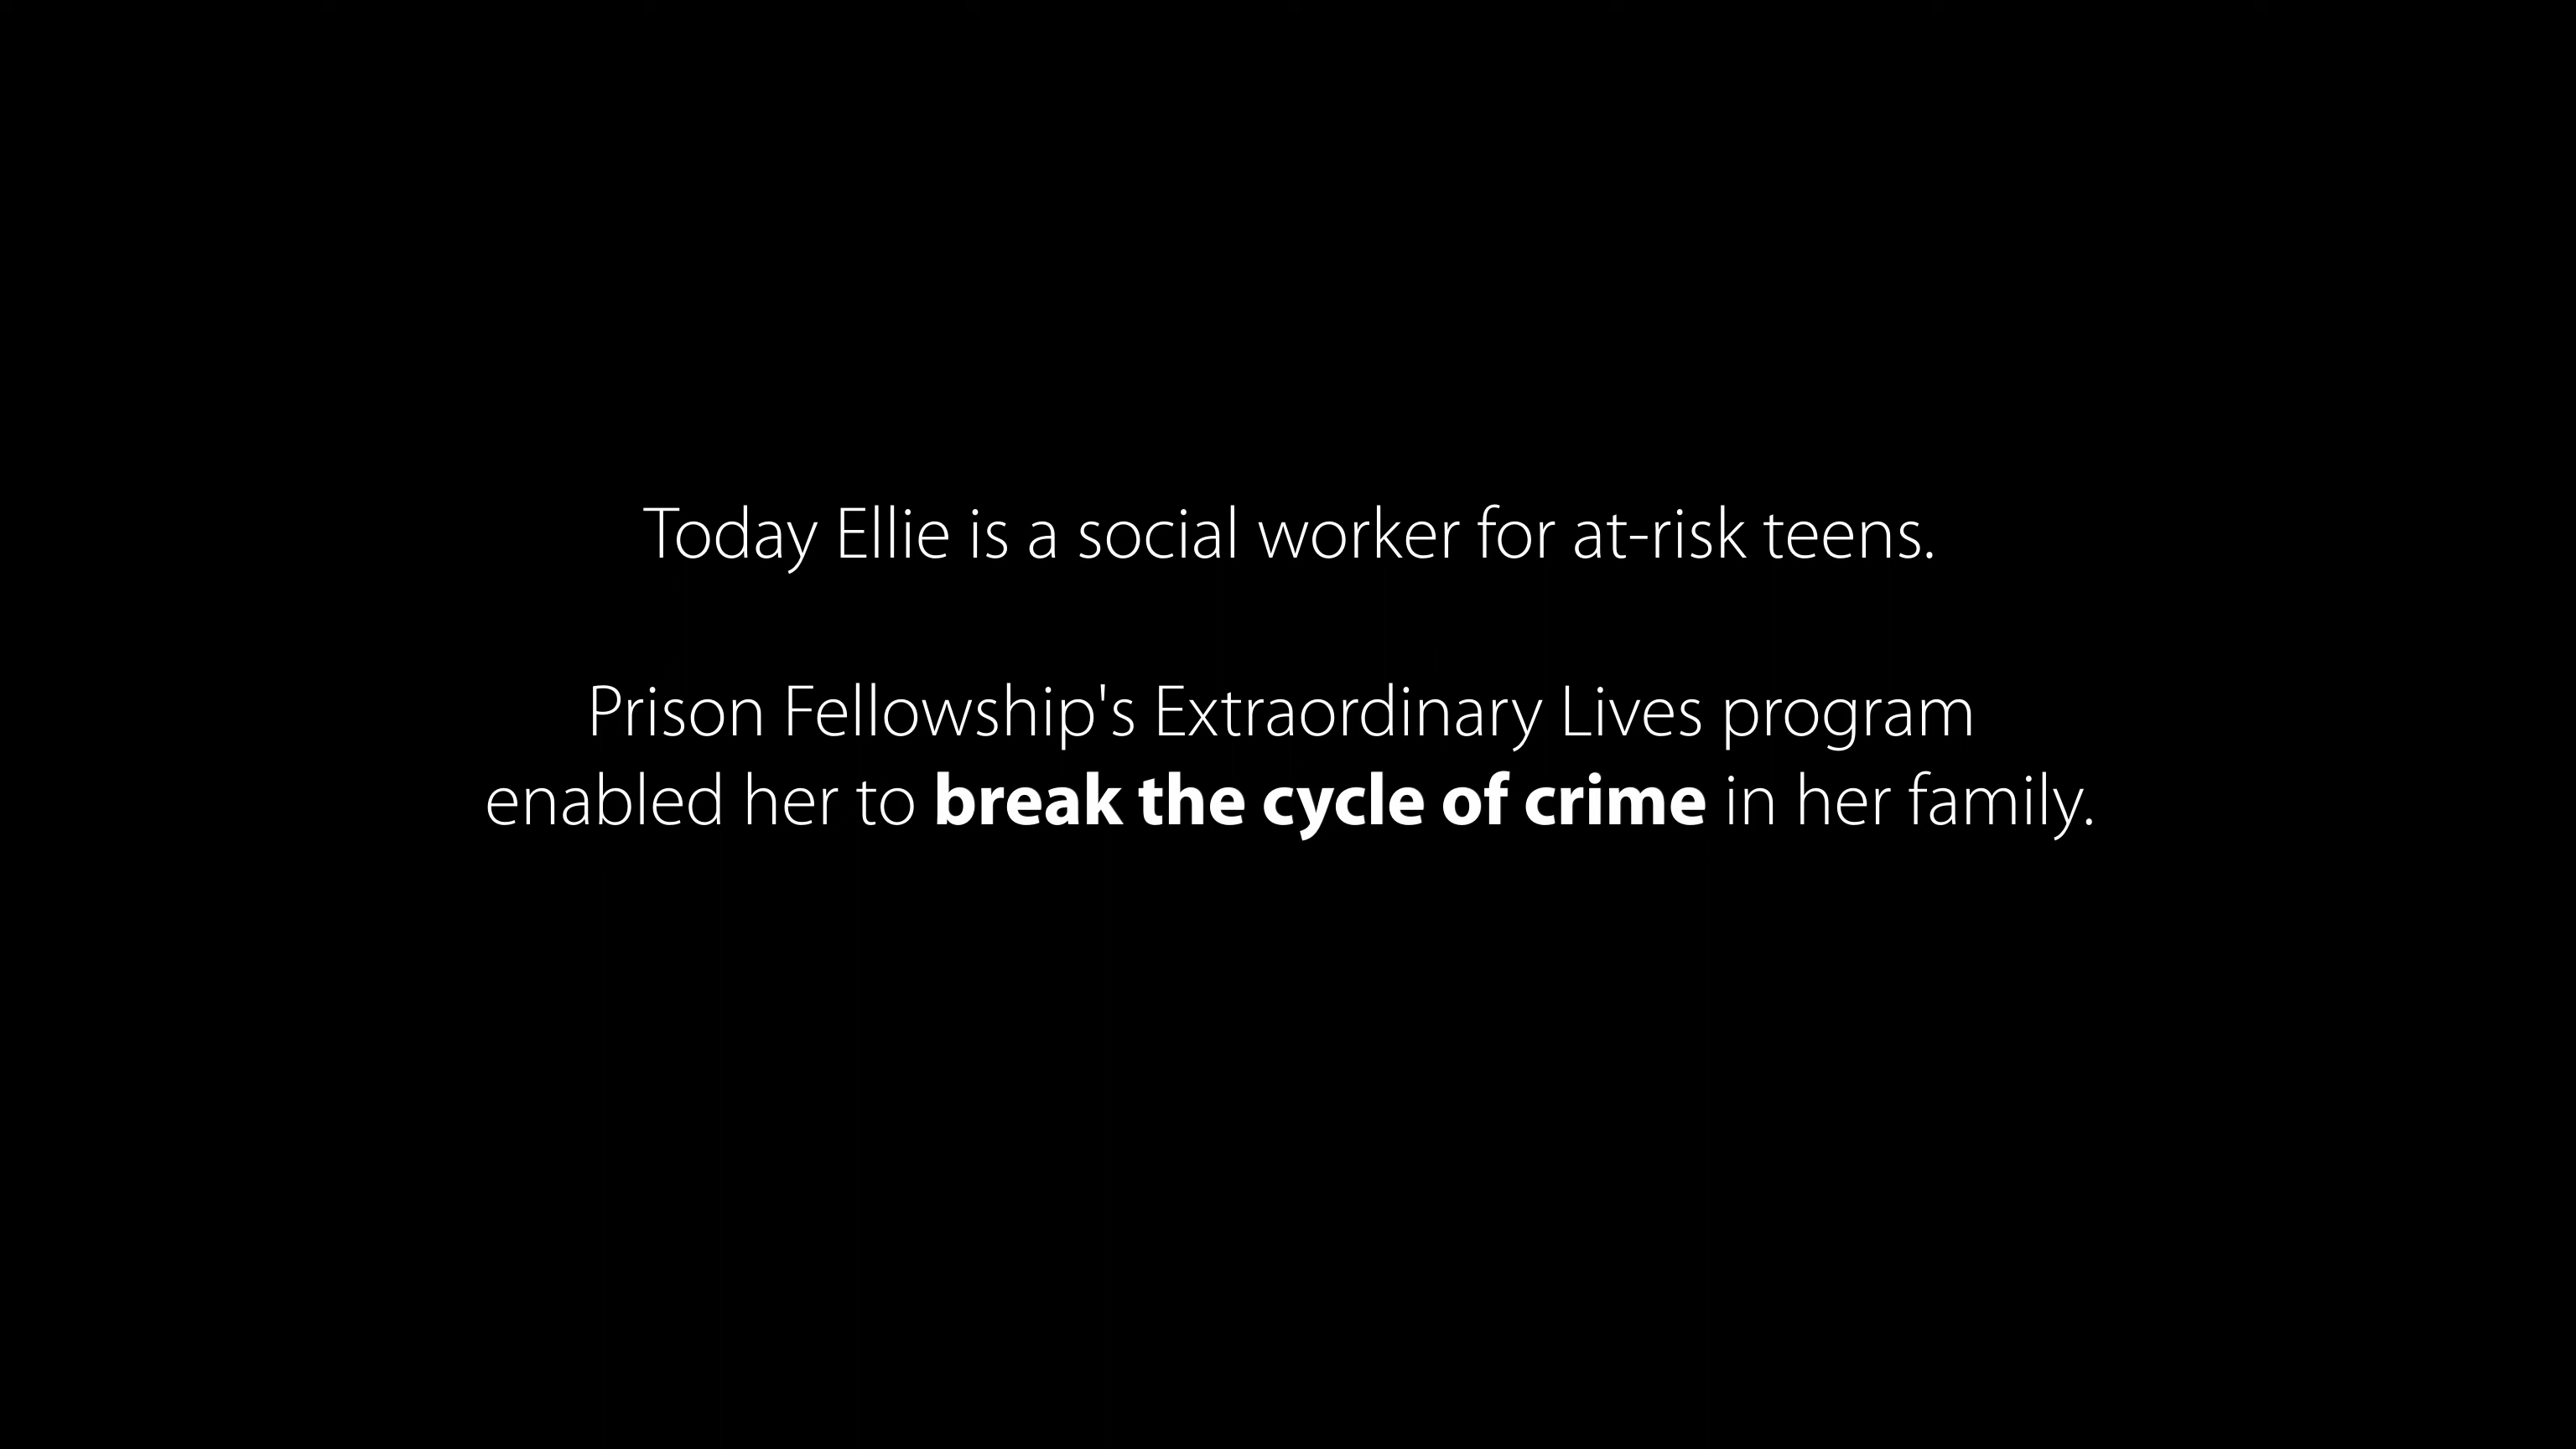 Today Ellie is a social worker for at-risk teens.
Prison Fellowship's Extraordinary Lives program
enabled her to break the cycle of crime in her family.